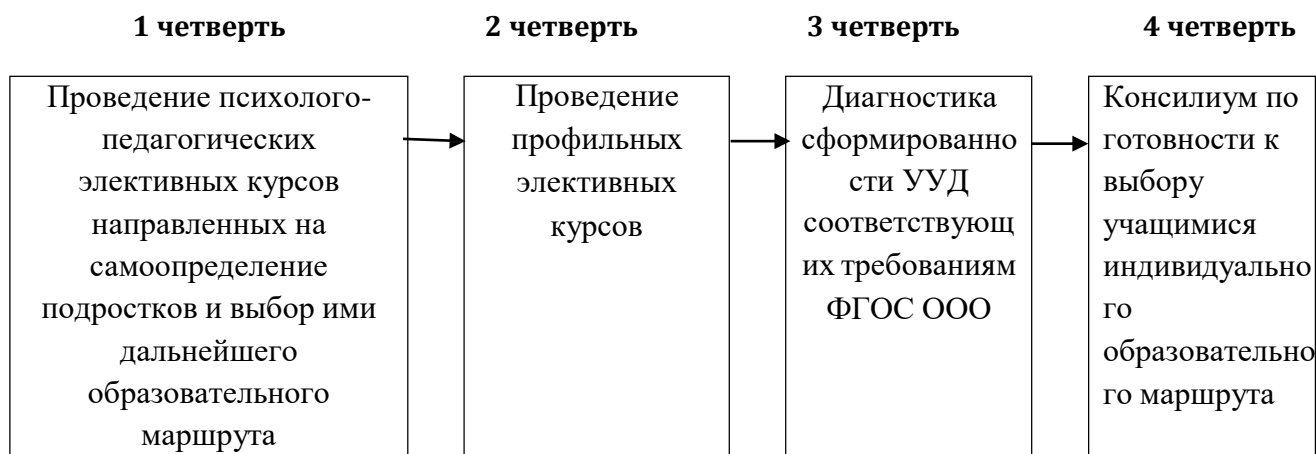 1 четверть
2 четверть
3 четверть
4 четверть
Проведение психолого-
педагогических
элективных курсов
направленных на
самоопределение
подростков и выбор ими
дальнейшего
образовательного
маршрута
Проведение
профильных
элективных
курсов
Диагностика
сформированно
сти УУД
соответствующ
их требованиям
ФГОС ООО
Консилиум по
готовности к
выбору
учащимися
индивидуально
го
образовательно
го маршрута